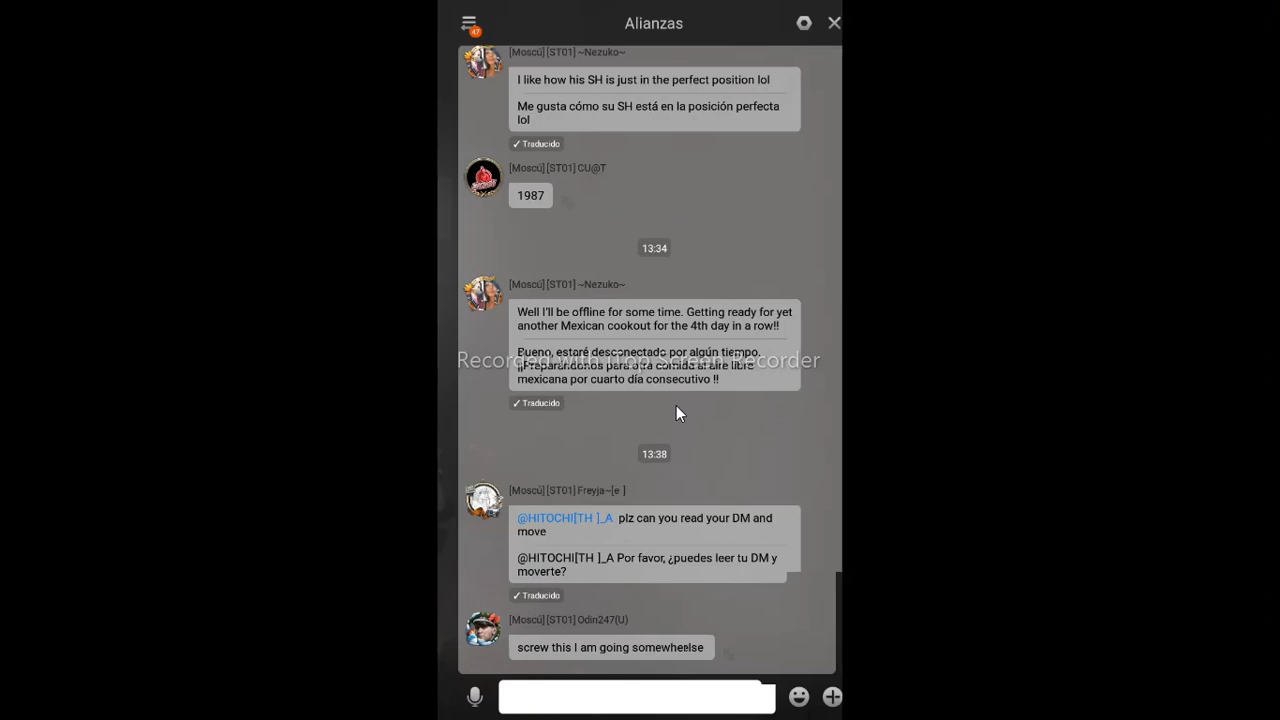 Alianzas
47
[Moscú][ST01] ~Nezuko~
I like how his SH is just in the perfect position lol
Me gusta cómo su SH está en la posición perfecta
lol
✓ Traducido
[Moscú][ST01] CU@T
1987
13:34
[Moscú][ST01] ~Nezuko~
Well I'll be offline for some time. Getting ready for yet
another Mexican cookout for the 4th day in a row!!
Bueno, estaré desconectado por algún tiempo.
Recorded with iTop Screen Recorder
¡¡Preparándonos para otra comida al aire libre
mexicana por cuarto día consecutivo !!
✓ Traducido
13:38
[Moscú][ST01] Freyja~[e ]
@HITOCHI[TH ]_A plz can you read your DM and
move
@HITOCHI[TH ]_A Por favor, ¿puedes leer tu DM y
moverte?
✓ Traducido
[Moscú][ST01] Odin247(U)
screw this I am going somewheelse